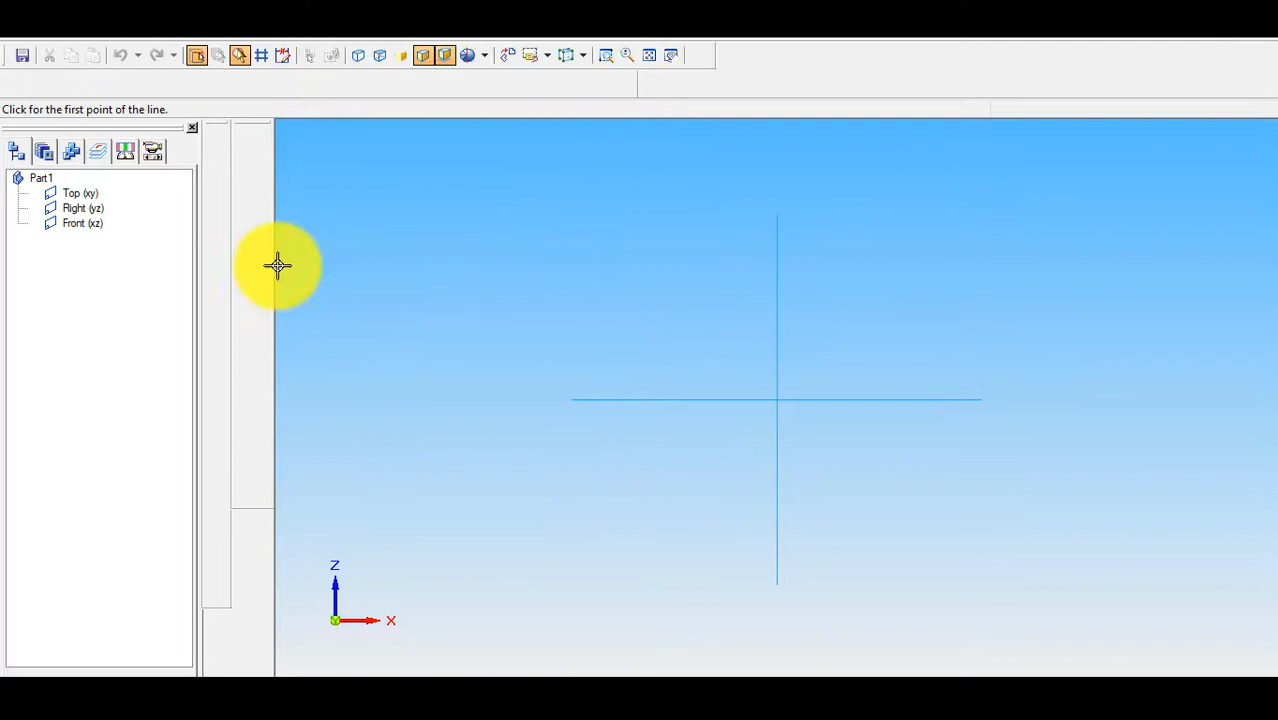 Click for the first point of the line.
Part1
Top (xy)
Right (yz)
Front (xz)
Z
X